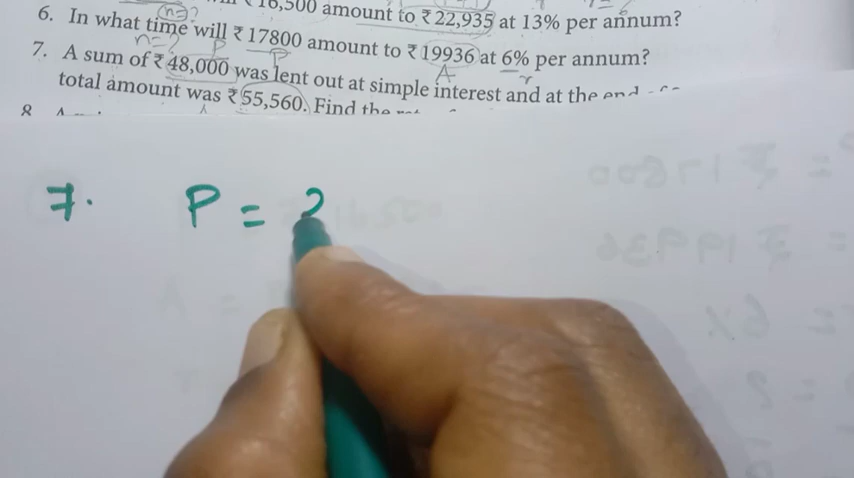 16,500 amount to ₹ 22,935 at 13% per annum?
(n=?)
6. In what time will ₹ 17800 amount to ₹ 19936 at 6% per annum?
n=? P A r
7. A sum of ₹ 48,000 was lent out at simple interest and at the end of
P
total amount was ₹ 55,560. Find the
A
8
7. P = ?